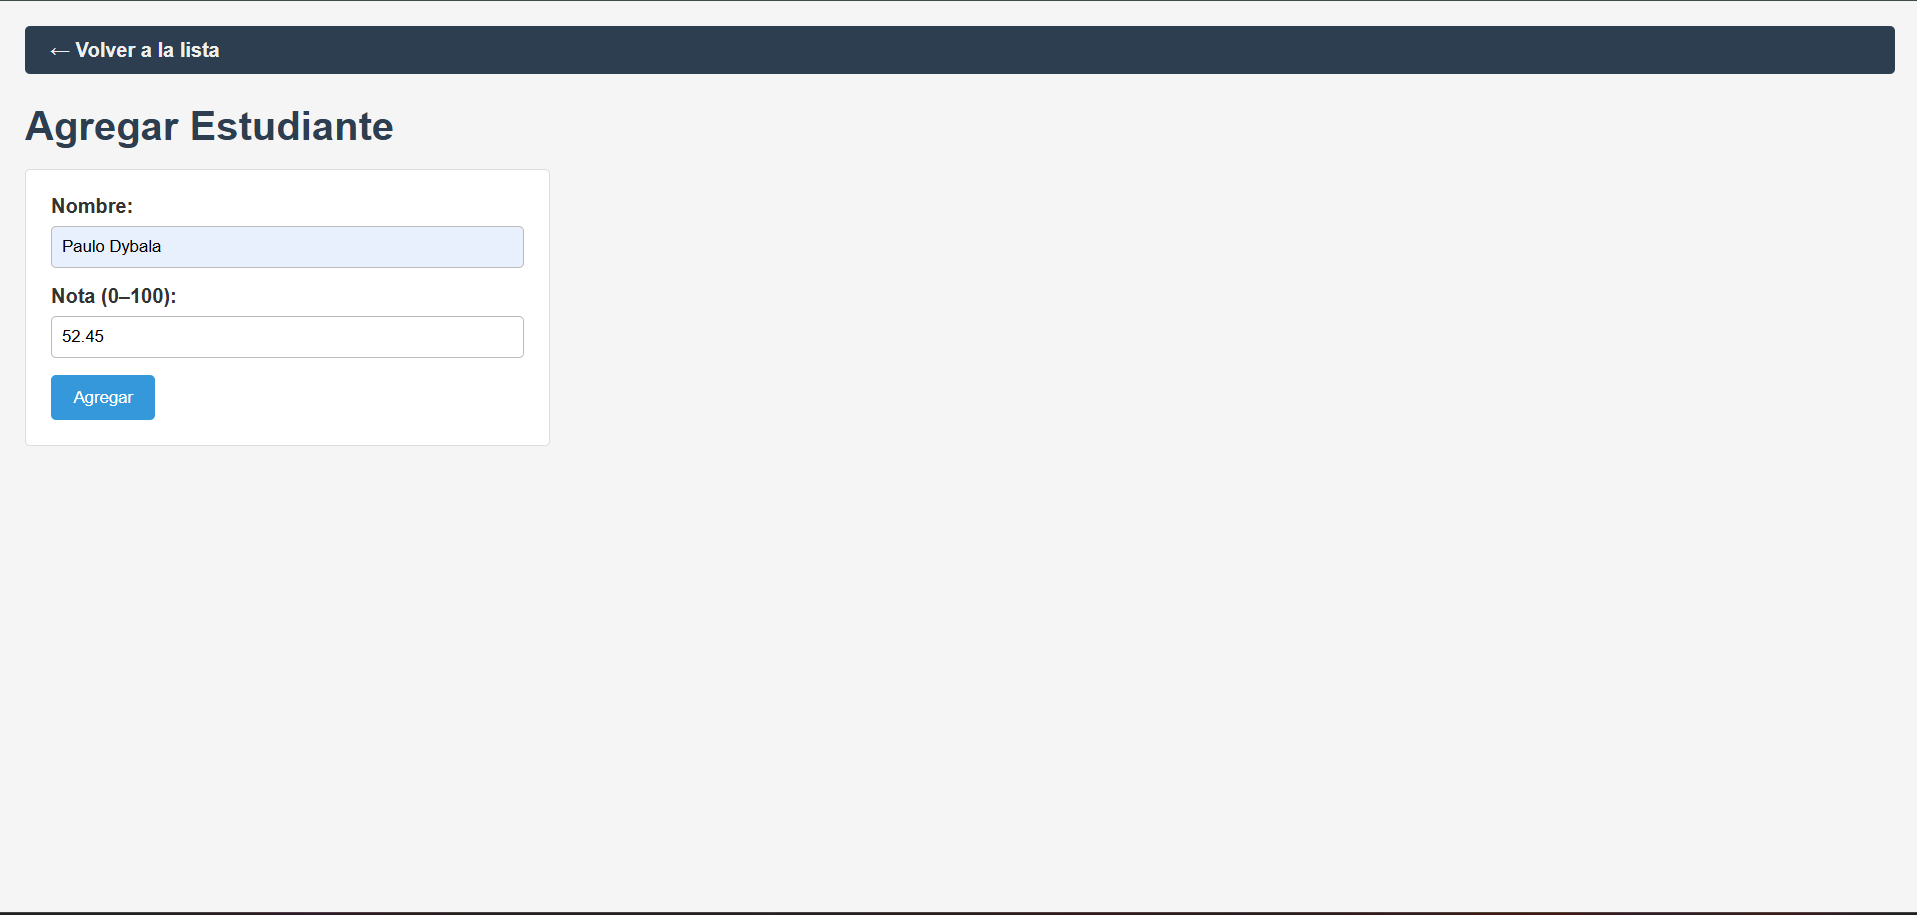 ← Volver a la lista
Agregar Estudiante
Nombre:
Paulo Dybala
Nota (0–100):
52.45
Agregar